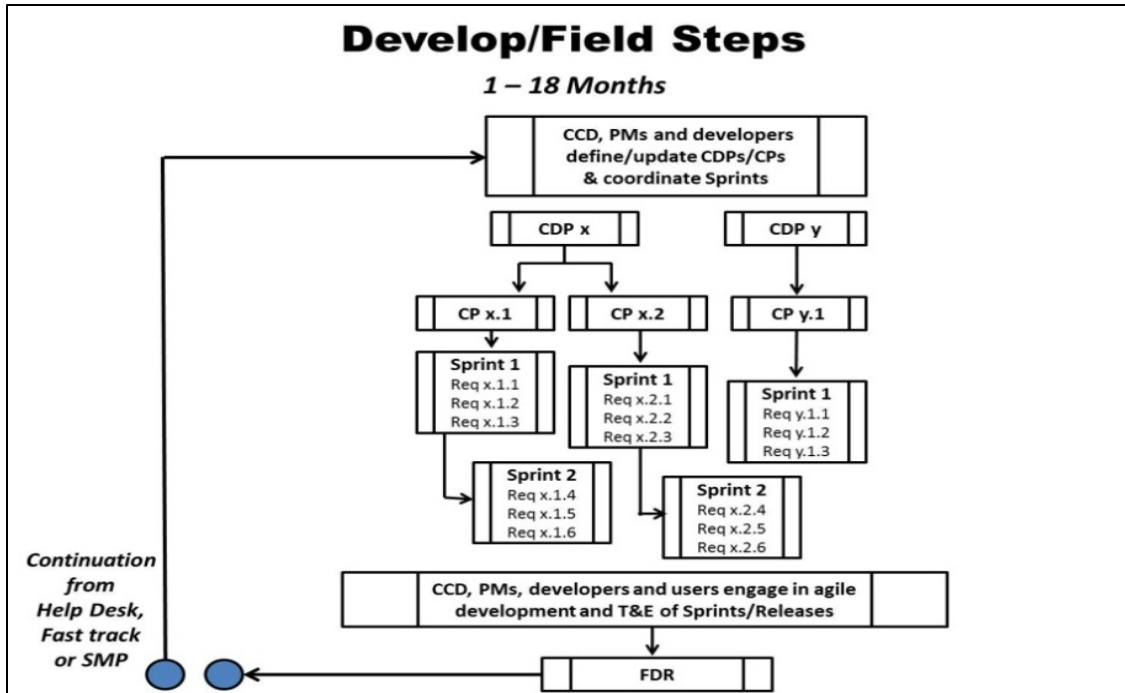 Develop/Field Steps
1 – 18 Months
CCD, PMs and developers
define/update CDPs/CPs
& coordinate Sprints
CDP x
CDP y
CP x.1
CP x.2
CP y.1
Sprint 1
Req x.1.1
Req x.1.2
Req x.1.3
Sprint 1
Req x.2.1
Req x.2.2
Req x.2.3
Sprint 1
Req y.1.1
Req y.1.2
Req y.1.3
Sprint 2
Req x.1.4
Req x.1.5
Req x.1.6
Sprint 2
Req x.2.4
Req x.2.5
Req x.2.6
Continuation
from
Help Desk,
Fast track
or SMP
CCD, PMs, developers and users engage in agile
development and T&E of Sprints/Releases
FDR